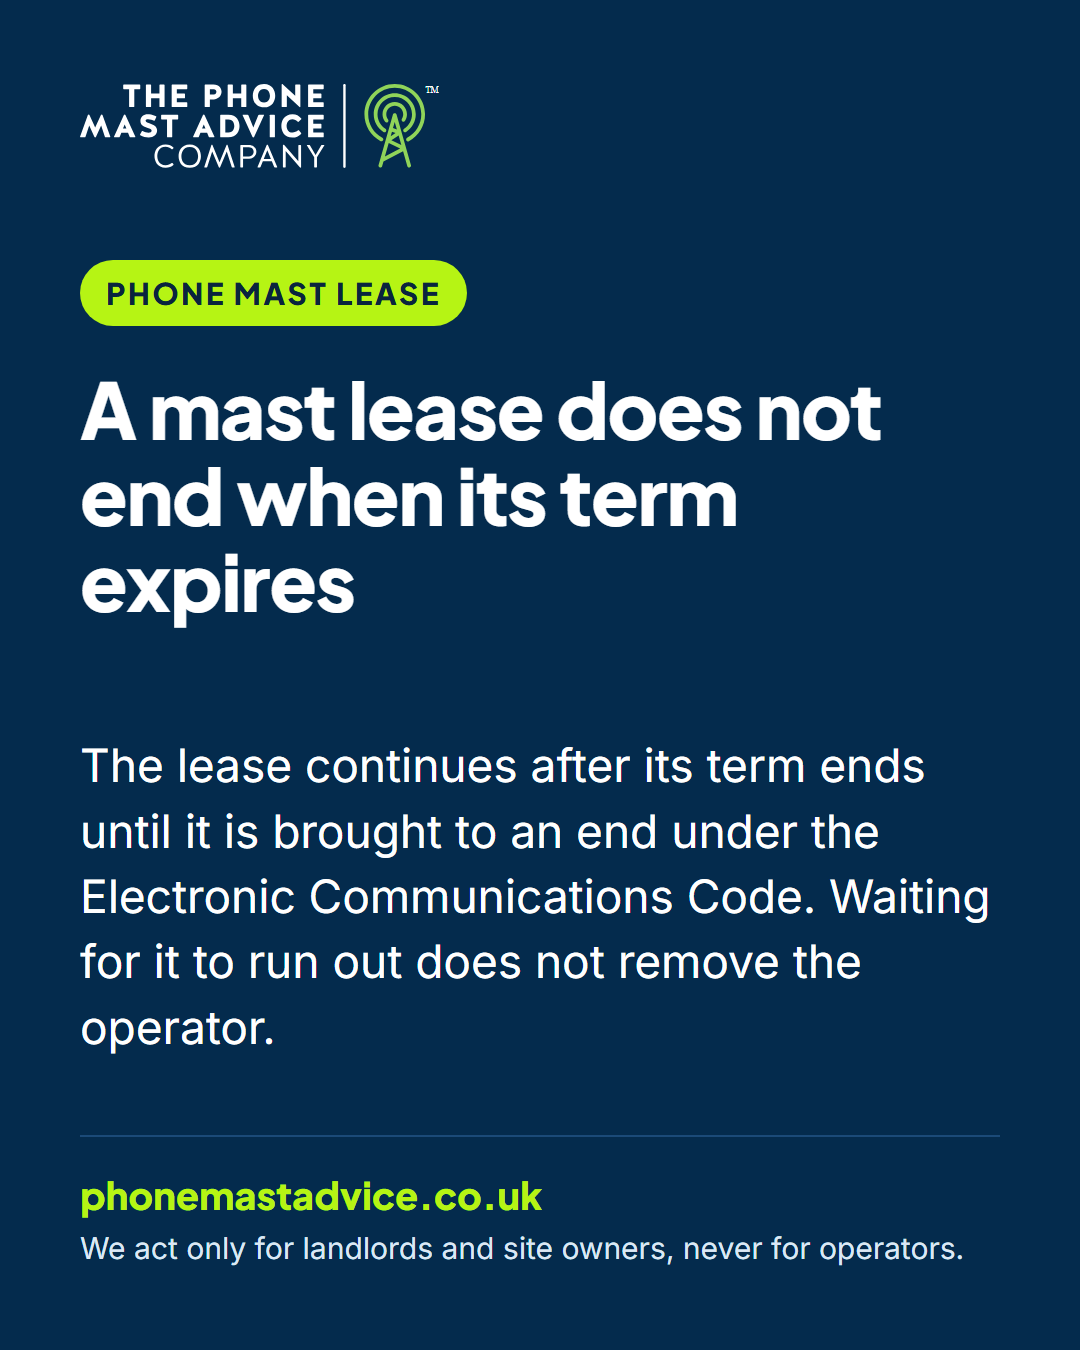 THE PHONE
MAST ADVICE
COMPANY
TM
PHONE MAST LEASE
A mast lease does not
end when its term
expires
The lease continues after its term ends
until it is brought to an end under the
Electronic Communications Code. Waiting
for it to run out does not remove the
operator.
phonemastadvice.co.uk
We act only for landlords and site owners, never for operators.